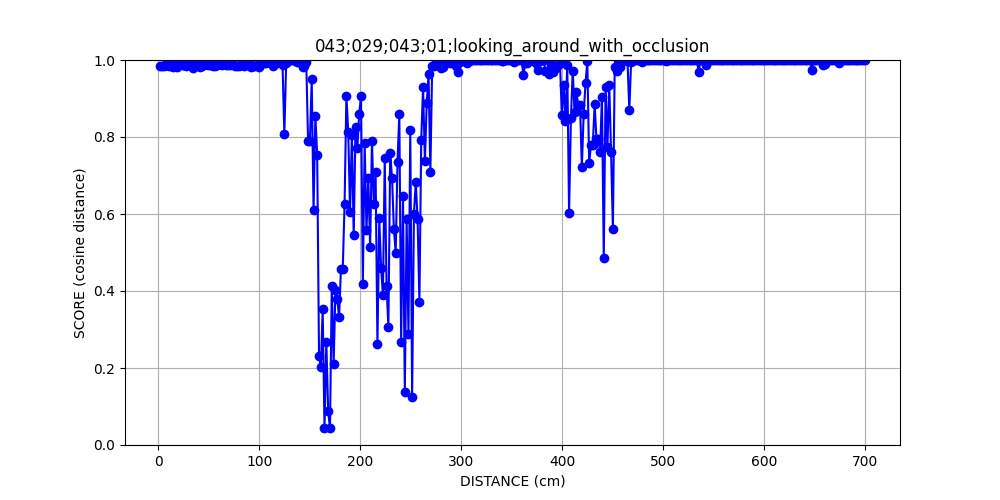 043;029;043;01;looking_around_with_occlusion
1.0
0.8
0.6
0.4
0.2
0.0
SCORE (cosine distance)
0 100 200 300 400 500 600 700
DISTANCE (cm)